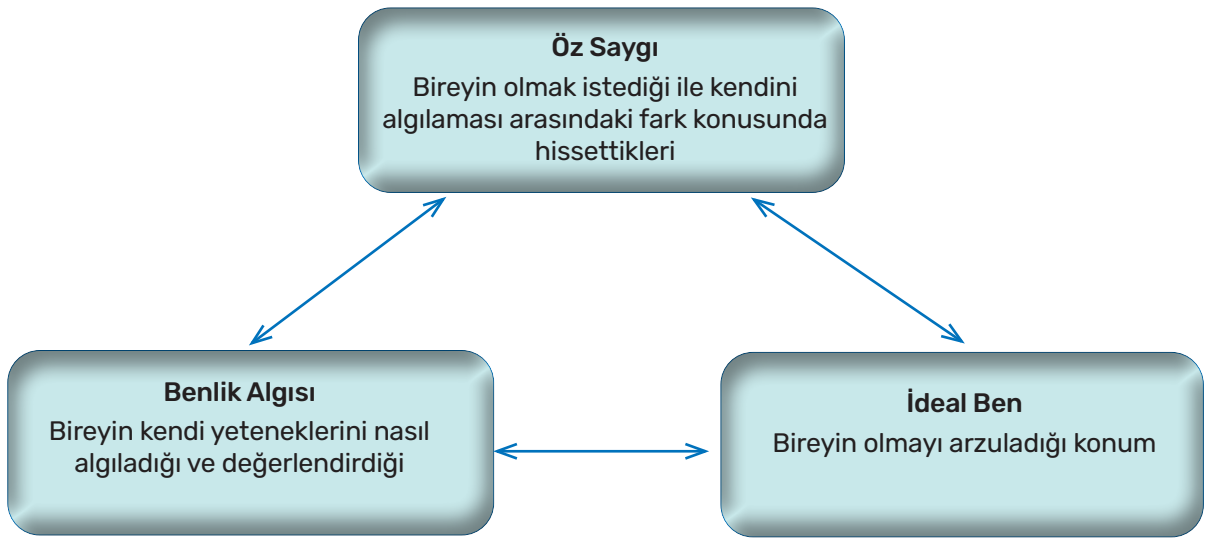 Öz Saygı
Bireyin olmak istediği ile kendini
algılaması arasındaki fark konusunda
hissettikleri
Benlik Algısı
Bireyin kendi yeteneklerini nasıl
algıladığı ve değerlendirdiği
İdeal Ben
Bireyin olmayı arzuladığı konum